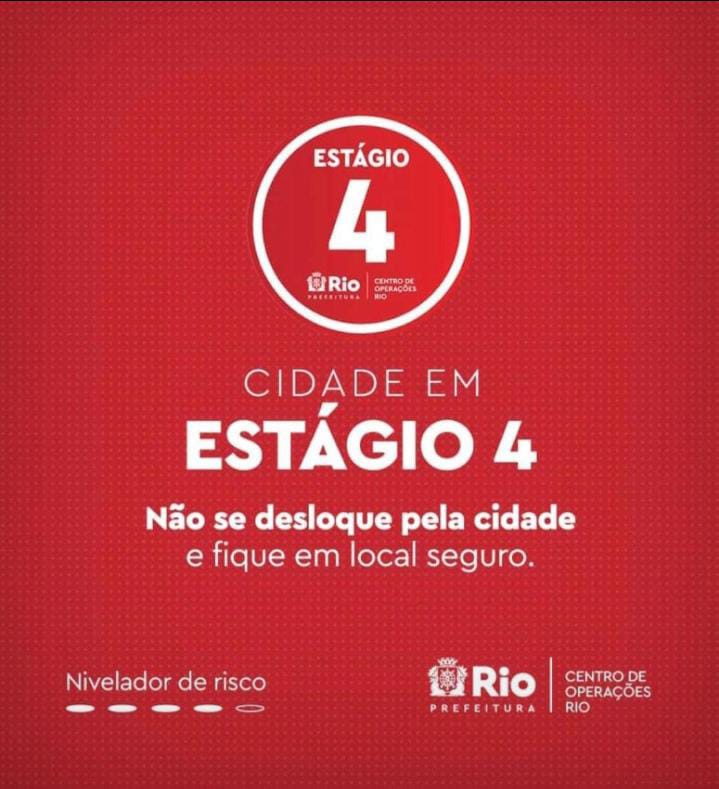 ESTÁGIO
4
Rio
PREFEITURA
CENTRO DE
OPERAÇÕES
RIO
CIDADE EM
ESTÁGIO 4
Não se desloque pela cidade
e fique em local seguro.
Nivelador de risco
Rio
PREFEITURA
CENTRO DE
OPERAÇÕES
RIO